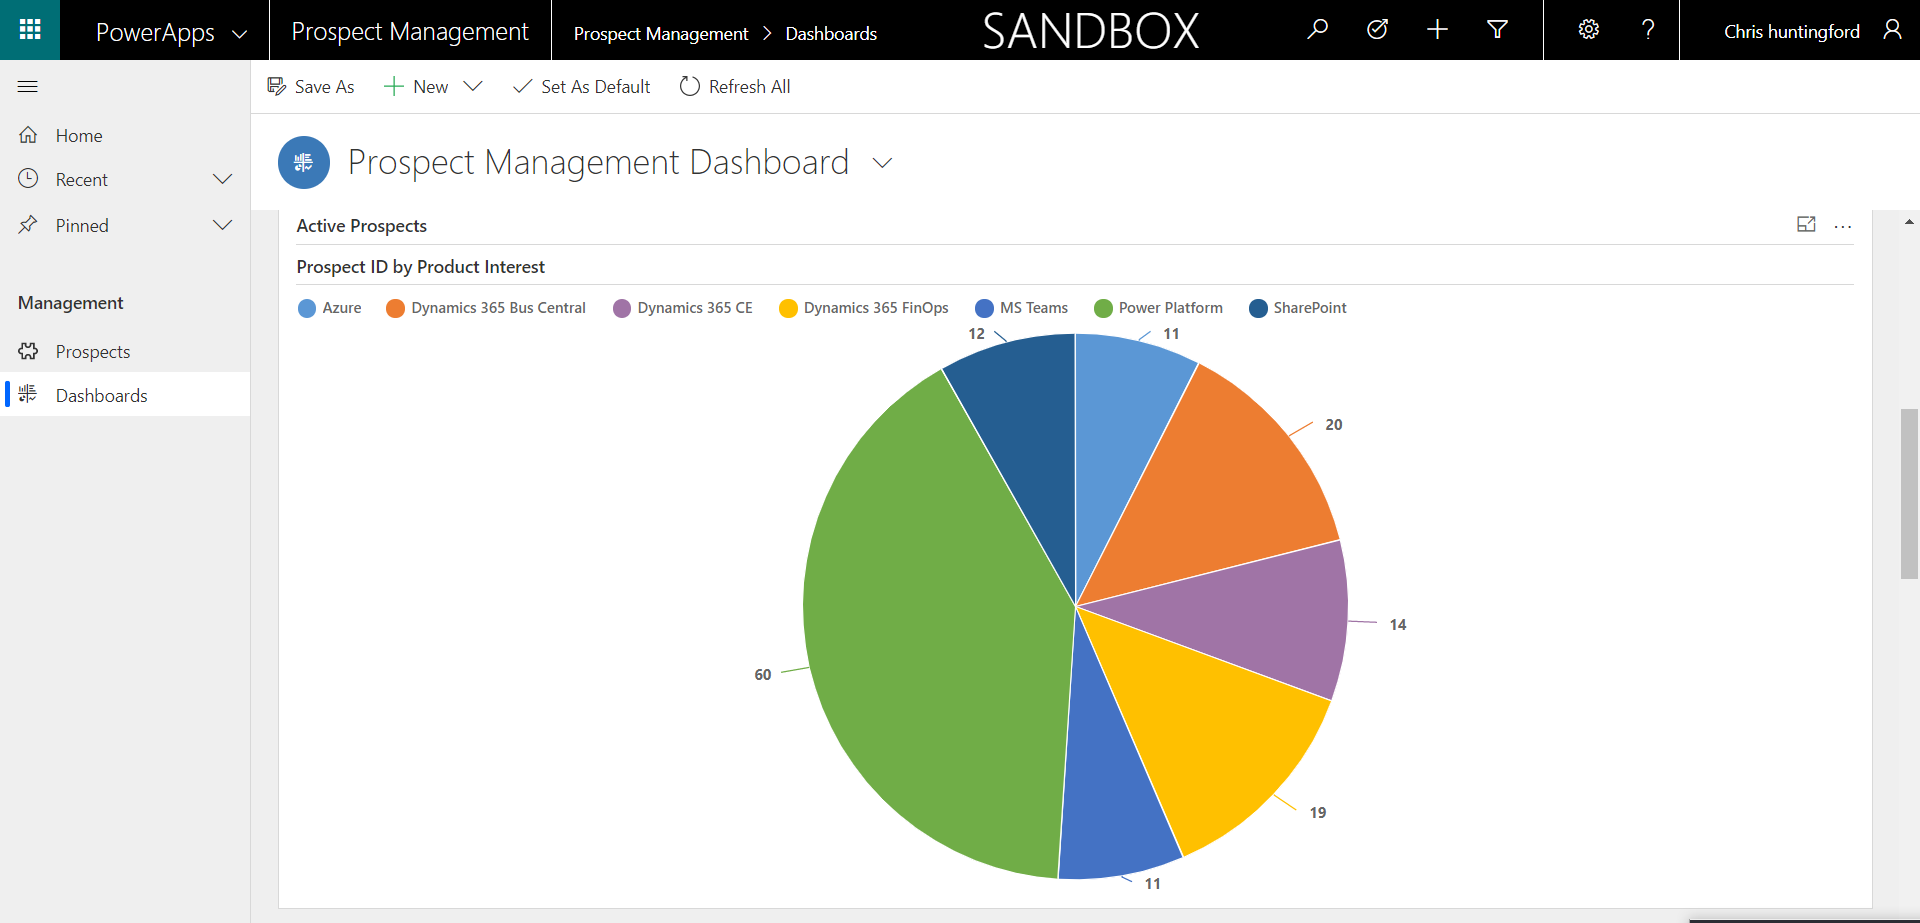 PowerApps
Prospect Management
Prospect Management > Dashboards
SANDBOX
?
Chris huntingford
Save As
New
Set As Default
Refresh All
Home
Recent
Pinned
Management
Prospects
Dashboards
Prospect Management Dashboard
Active Prospects
...
Prospect ID by Product Interest
Azure
Dynamics 365 Bus Central
Dynamics 365 CE
Dynamics 365 FinOps
MS Teams
Power Platform
SharePoint
12
11
20
14
60
19
11